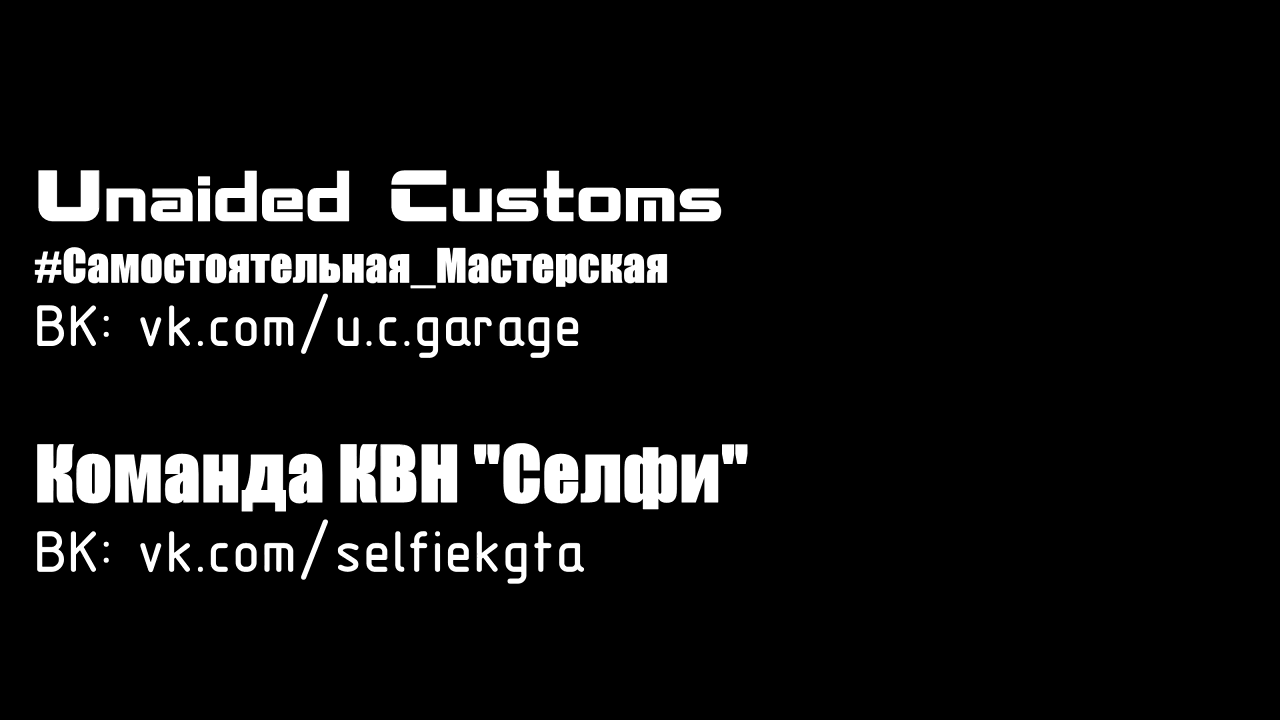 Unaided Customs
#Самостоятельная_Мастерская
ВК: vk.com/u.c.garage
Команда КВН "Селфи"
ВК: vk.com/selfiekgta